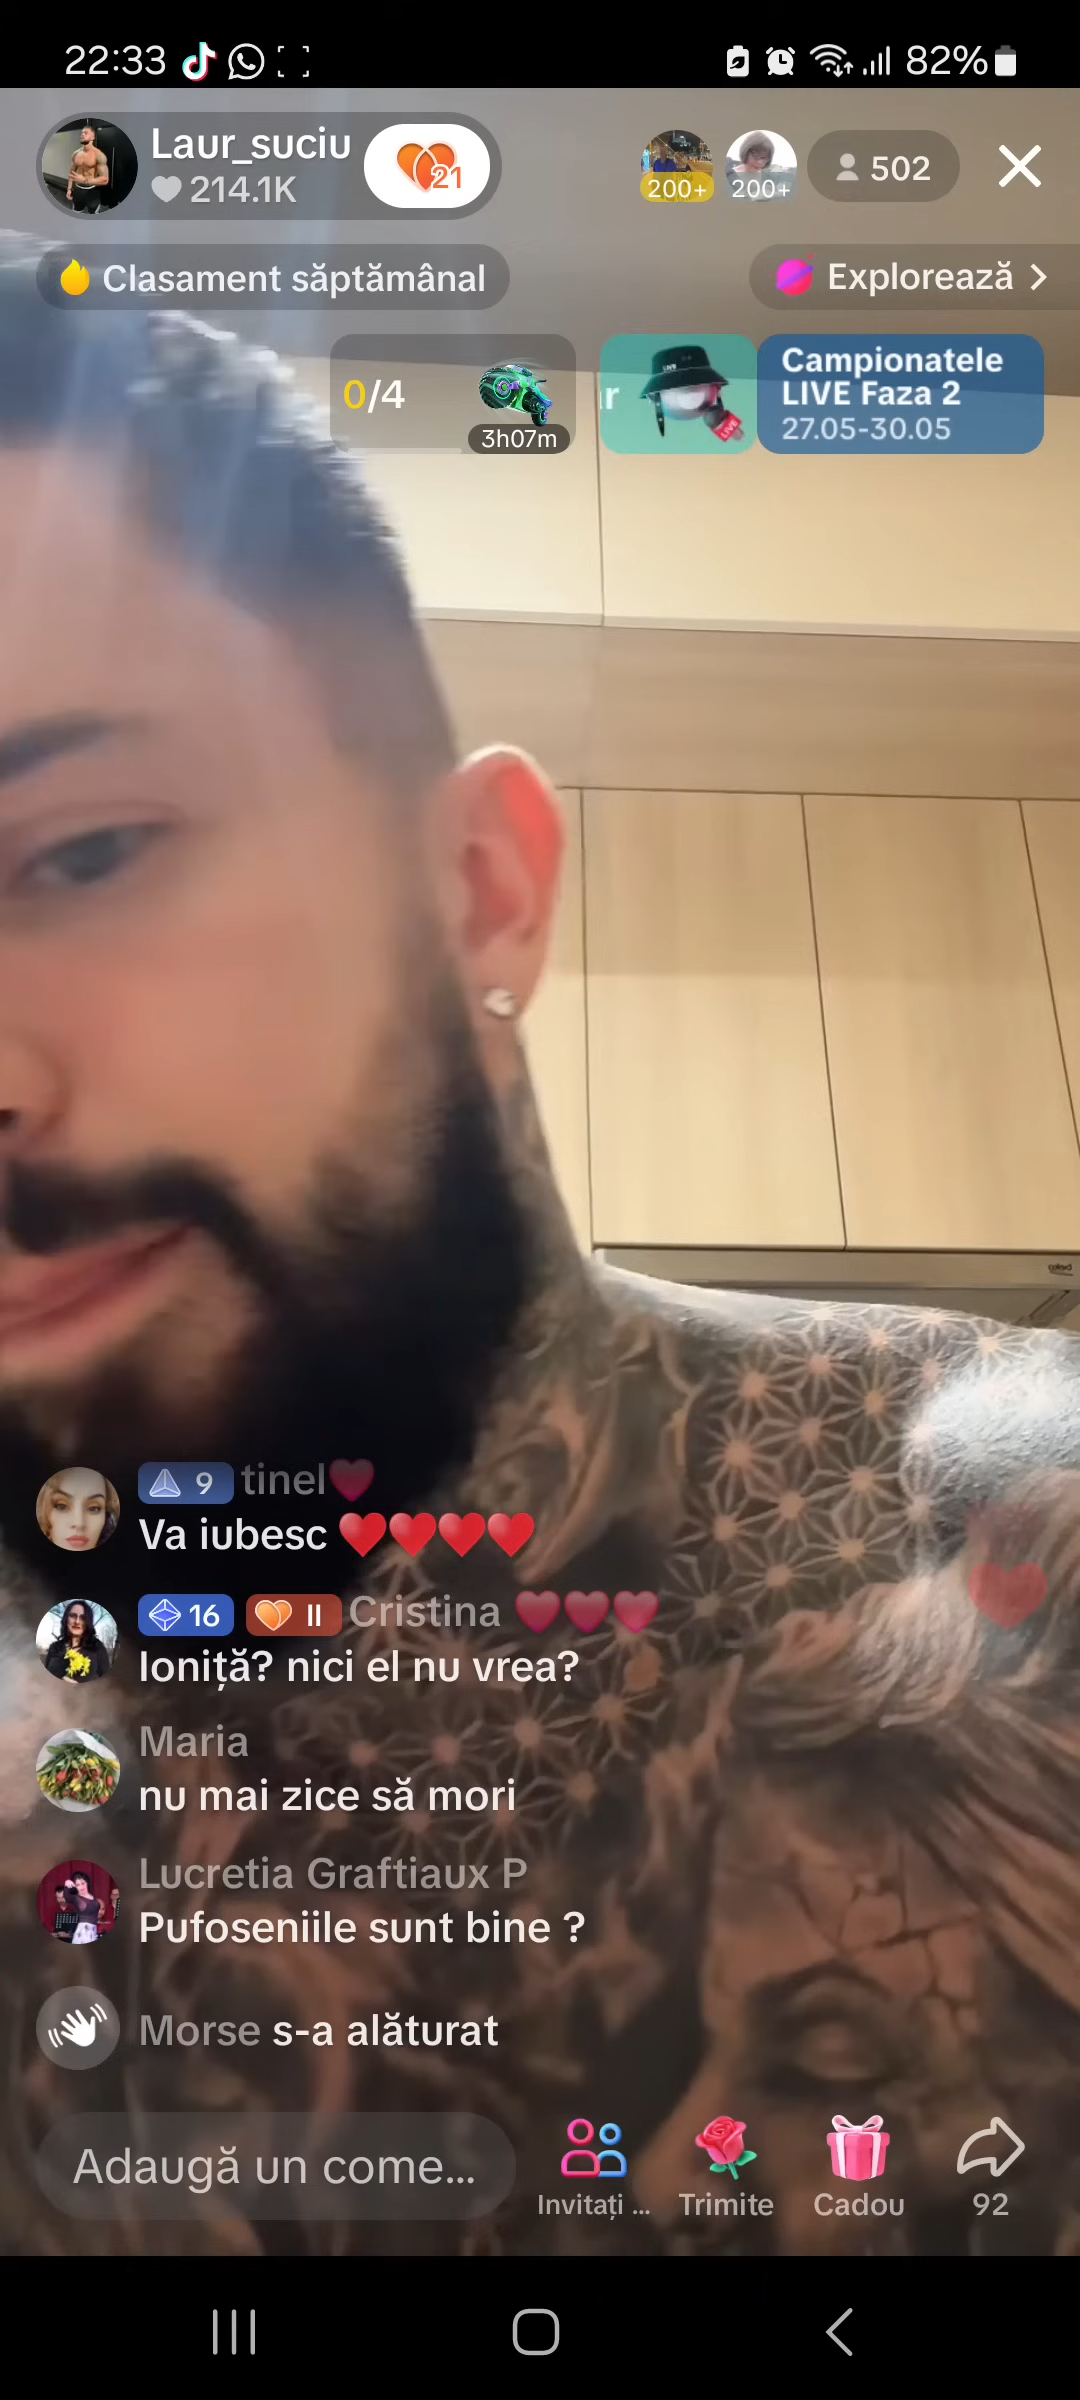 22:33
82%
Laur_suciu
214.1K
21
200+
200+
502
Clasament săptămânal
Explorează
0/4
3h07m
r
LIVE
Campionatele
LIVE Faza 2
27.05-30.05
9 tinel
Va iubesc ❤️❤️❤️❤️
16 II Cristina
Ioniță? nici el nu vrea?
Maria
nu mai zice să mori
Lucretia Graftiaux P
Pufoseniile sunt bine ?
Morse s-a alăturat
Adaugă un come...
Invitați ...
Trimite
Cadou
92